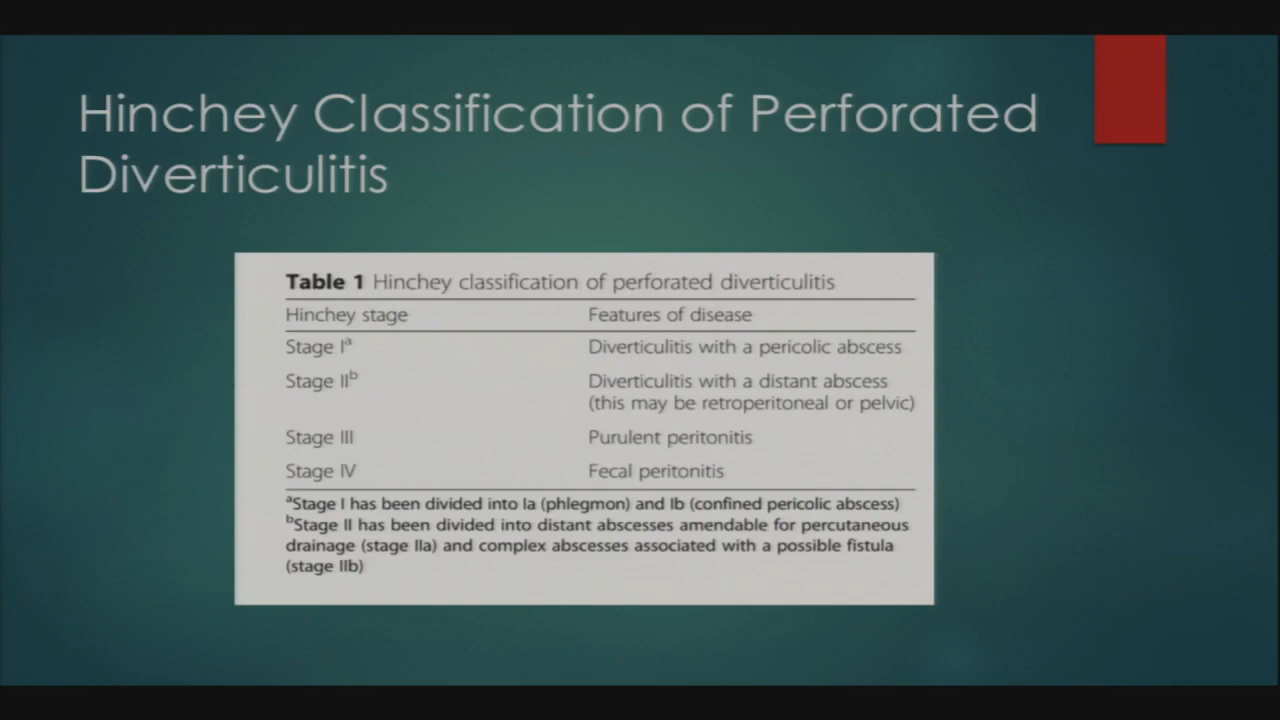 Hinchey Classification of Perforated
Diverticulitis
Table 1 Hinchey classification of perforated diverticulitis
Hinchey stage Features of disease
Stage Iᵃ Diverticulitis with a pericolic abscess
Stage IIᵇ Diverticulitis with a distant abscess
(this may be retroperitoneal or pelvic)
Stage III Purulent peritonitis
Stage IV Fecal peritonitis
ᵃStage I has been divided into Ia (phlegmon) and Ib (confined pericolic abscess)
ᵇStage II has been divided into distant abscesses amendable for percutaneous
drainage (stage IIa) and complex abscesses associated with a possible fistula
(stage IIb)